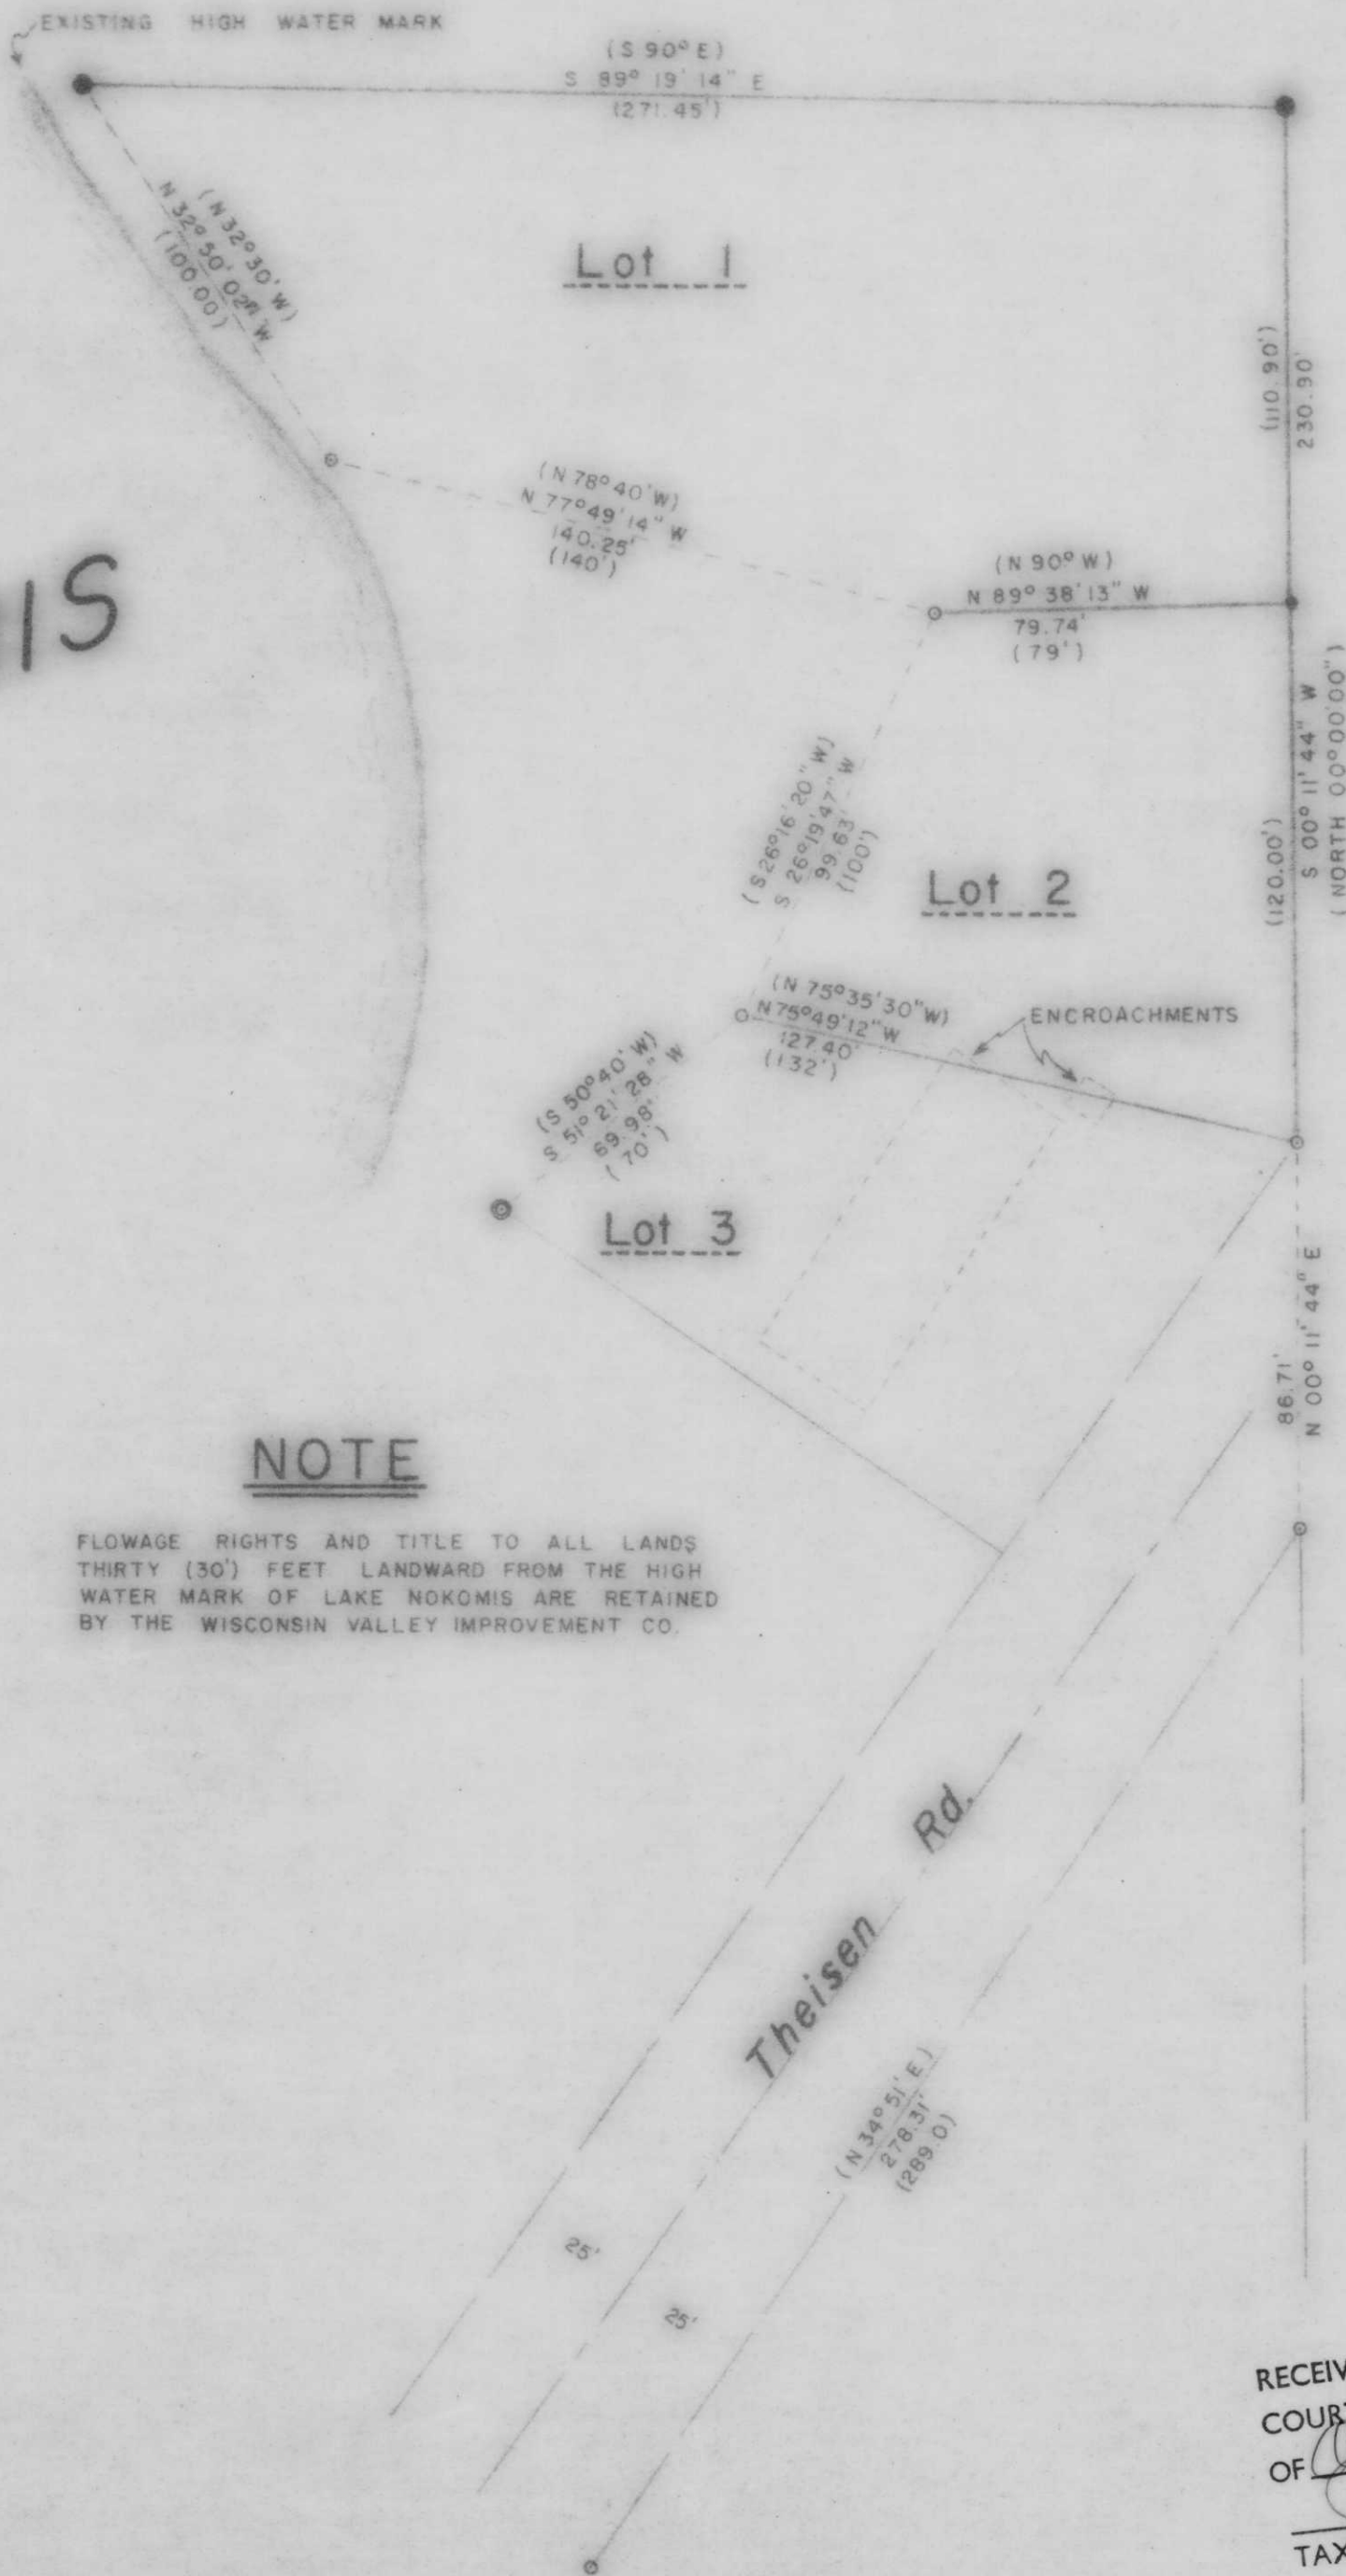 EXISTING HIGH WATER MARK
(S 90° E)
S 89° 19' 14" E
(271.45')
(N 32° 30' W)
N 32° 50' 02" W
(100.00)
Lot 1
(110.90')
230.90'
(N 78° 40' W)
N 77° 49' 14" W
140.25'
(140')
(N 90° W)
N 89° 38' 13" W
79.74'
(79')
IS
(S 26° 16' 20" W)
S 26° 19' 47" W
99.63'
(100')
Lot 2
(120.00')
S 00° 11' 44" W
(NORTH 00° 00' 00")
(N 75° 35' 30" W)
N 75° 49' 12" W
127.40'
(132')
ENCROACHMENTS
(S 50° 40' W)
S 51° 21' 28" W
69.98'
(70')
Lot 3
86.71'
N 00° 11' 44" E
NOTE
FLOWAGE RIGHTS AND TITLE TO ALL LANDS
THIRTY (30') FEET LANDWARD FROM THE HIGH
WATER MARK OF LAKE NOKOMIS ARE RETAINED
BY THE WISCONSIN VALLEY IMPROVEMENT CO.
Theisen Rd.
(N 34° 51' E)
278.31'
(289.0)
25'
25'
RECEIV
COUR
OF
TAX